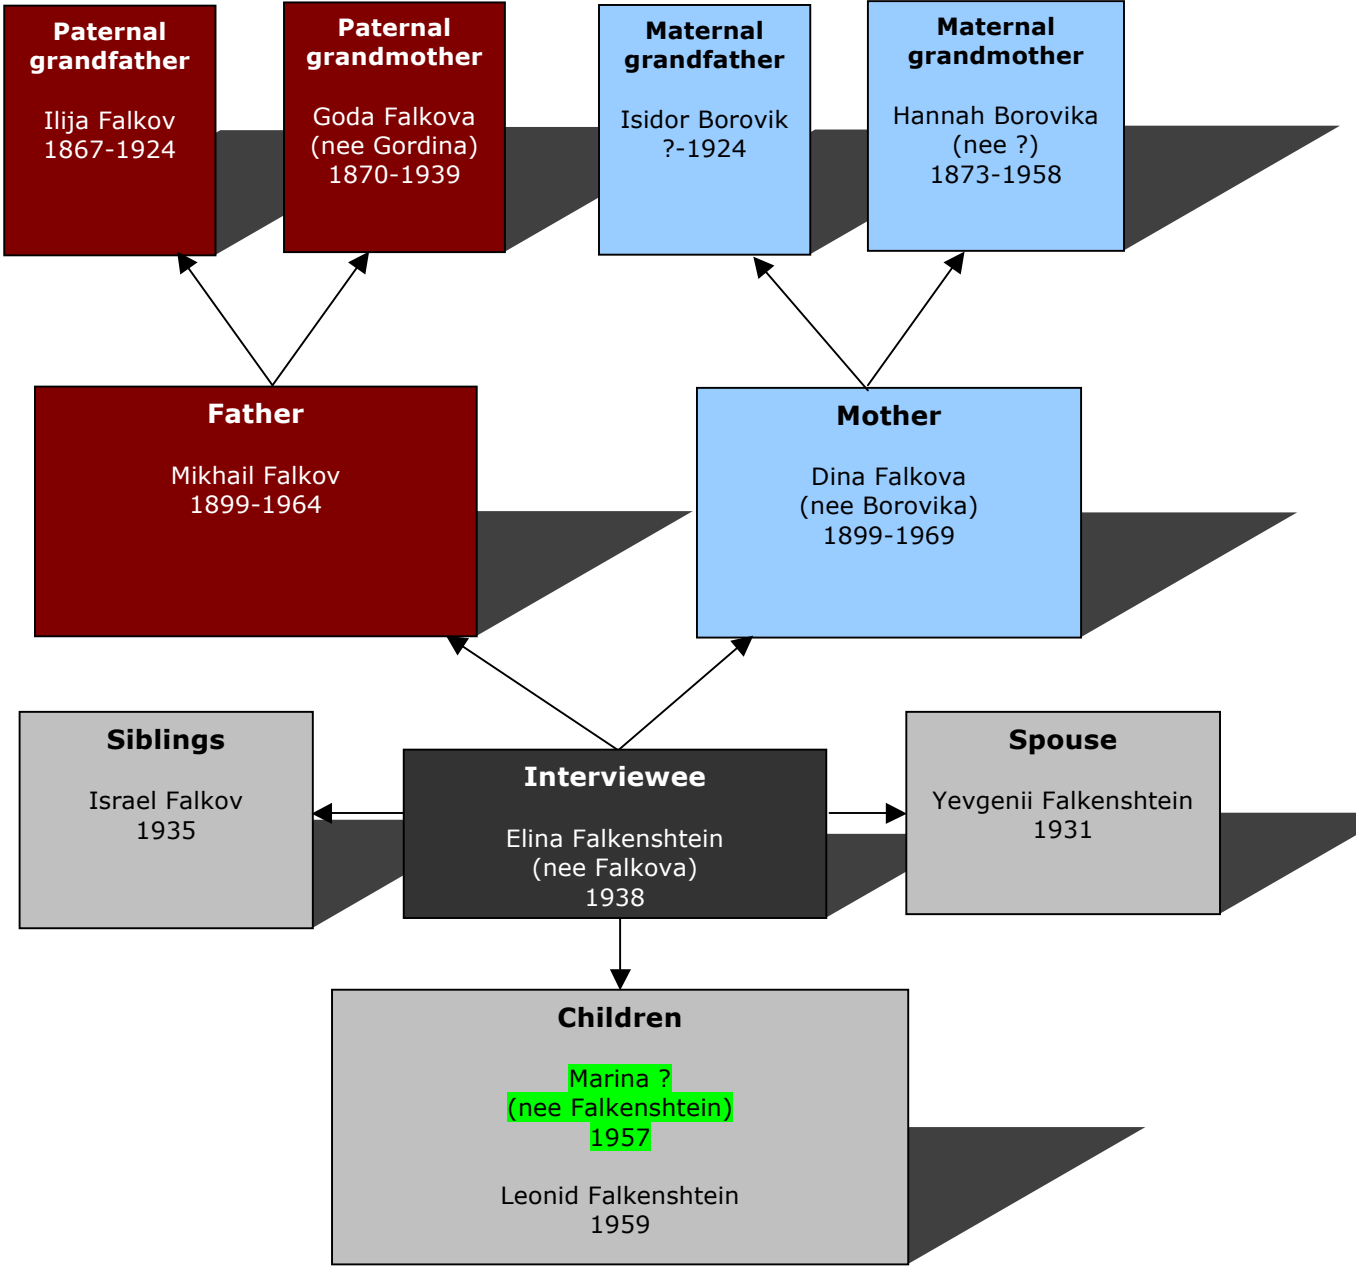 Paternal
grandfather
Ilija Falkov
1867-1924
Paternal
grandmother
Goda Falkova
(nee Gordina)
1870-1939
Maternal
grandfather
Isidor Borovik
?-1924
Maternal
grandmother
Hannah Borovika
(nee ?)
1873-1958
Father
Mikhail Falkov
1899-1964
Mother
Dina Falkova
(nee Borovika)
1899-1969
Siblings
Israel Falkov
1935
Interviewee
Elina Falkenshtein
(nee Falkova)
1938
Spouse
Yevgenii Falkenshtein
1931
Children
Marina ?
(nee Falkenshtein)
1957
Leonid Falkenshtein
1959